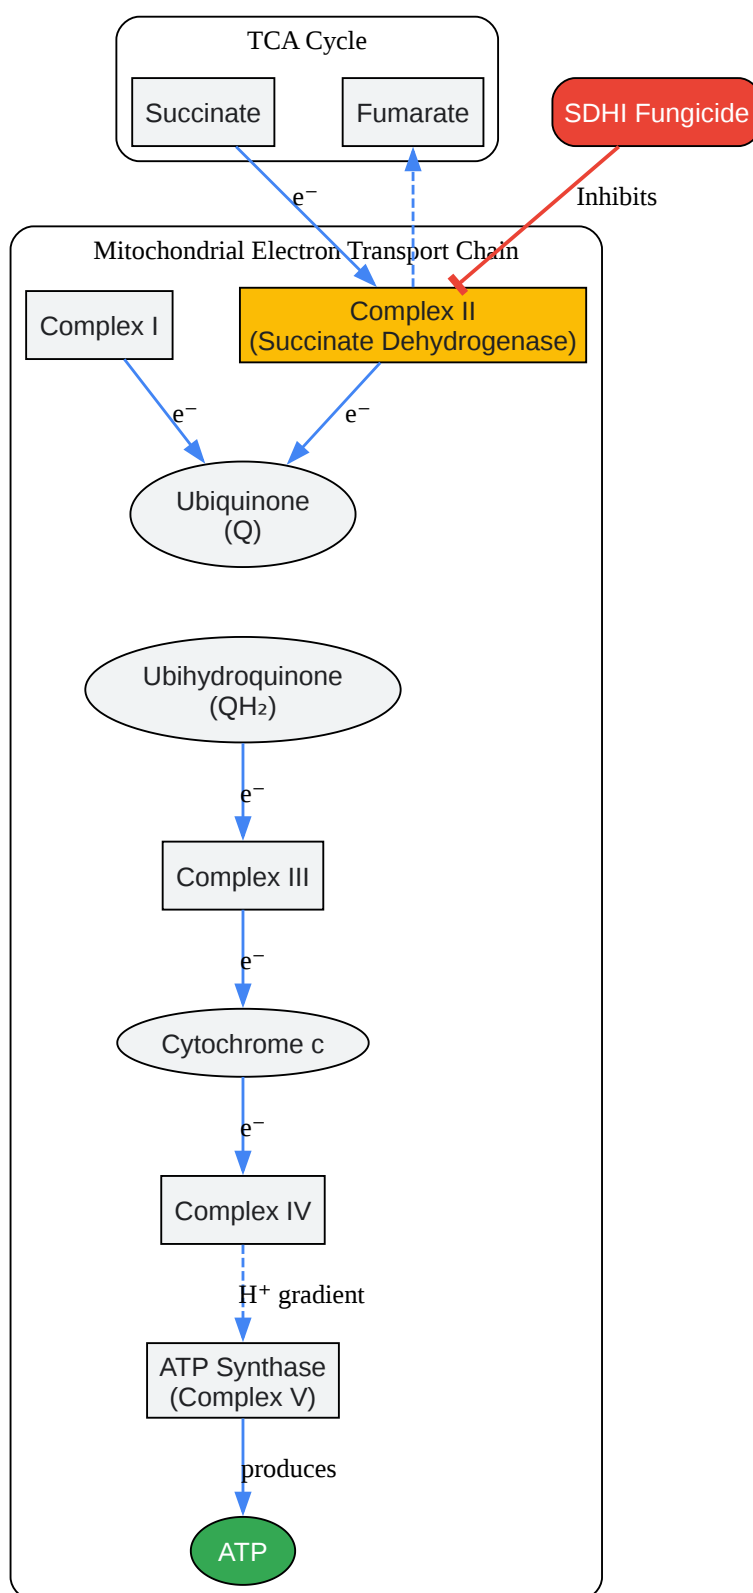 TCA Cycle
Succinate
Fumarate
SDHI Fungicide
e⁻
Inhibits
Mitochondrial Electron Transport Chain
Complex I
Complex II
(Succinate Dehydrogenase)
e⁻
e⁻
Ubiquinone
(Q)
Ubihydroquinone
(QH₂)
e⁻
Complex III
e⁻
Cytochrome c
e⁻
Complex IV
H⁺ gradient
ATP Synthase
(Complex V)
produces
ATP